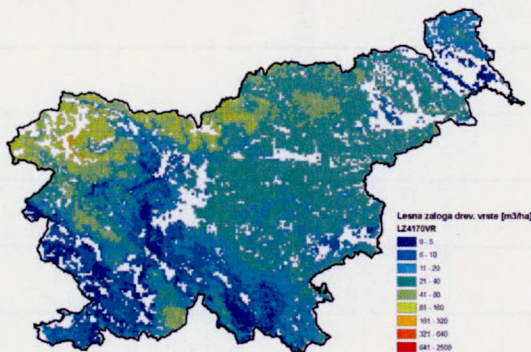 Lesna zaloga drev. vrste [m3/ha]
LZ4170VR
0 - 5
6 - 10
11 - 20
21 - 40
41 - 80
81 - 160
161 - 320
321 - 640
641 - 2500